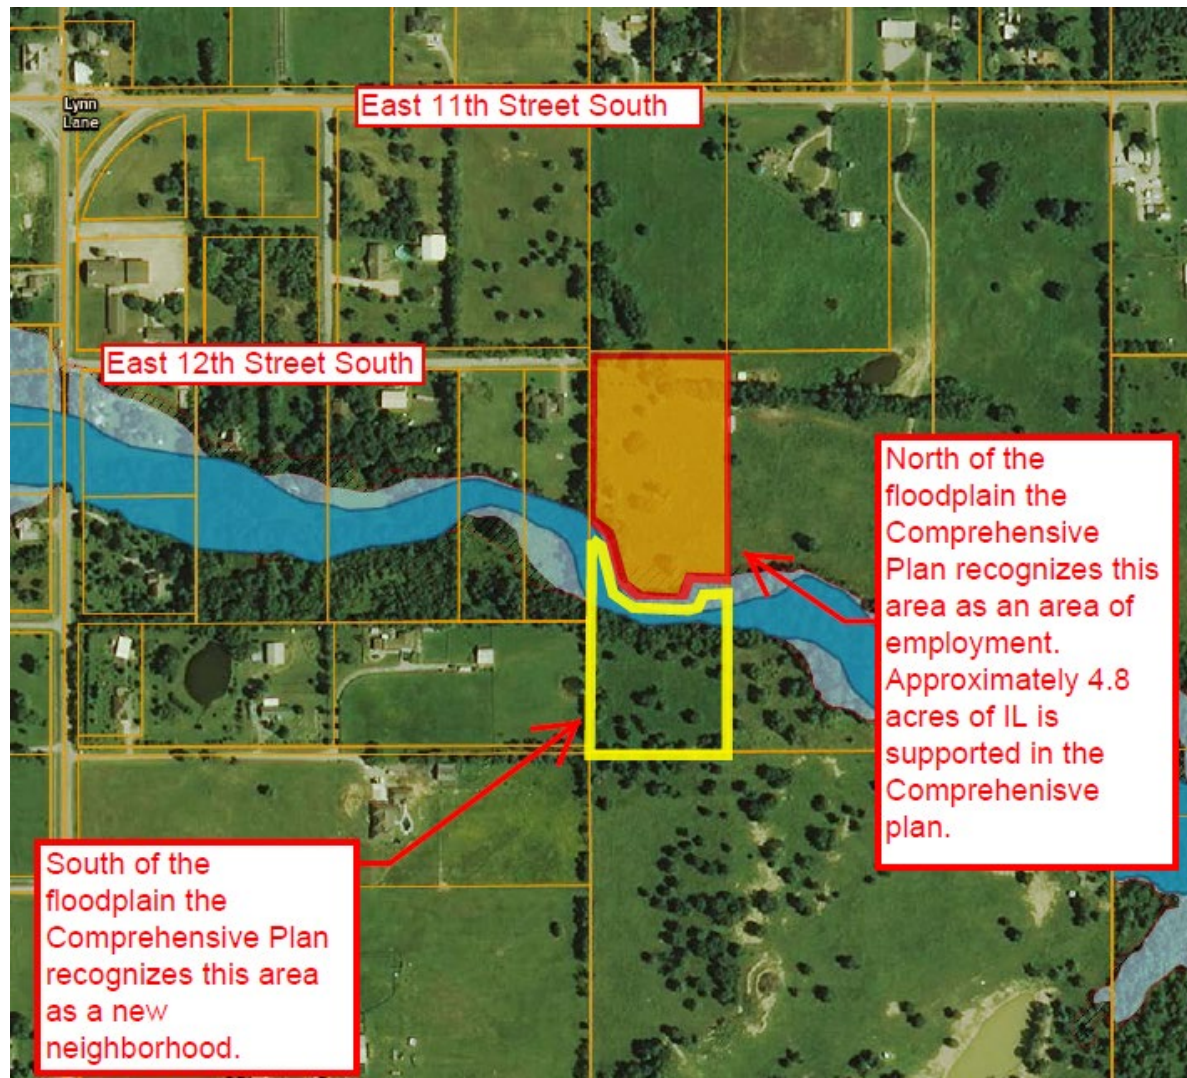 Lynn
Lane
East 11th Street South
East 12th Street South
North of the
floodplain the
Comprehensive
Plan recognizes this
area as an area of
employment.
Approximately 4.8
acres of IL is
supported in the
Comprehenisve
plan.
South of the
floodplain the
Comprehensive Plan
recognizes this area
as a new
neighborhood.